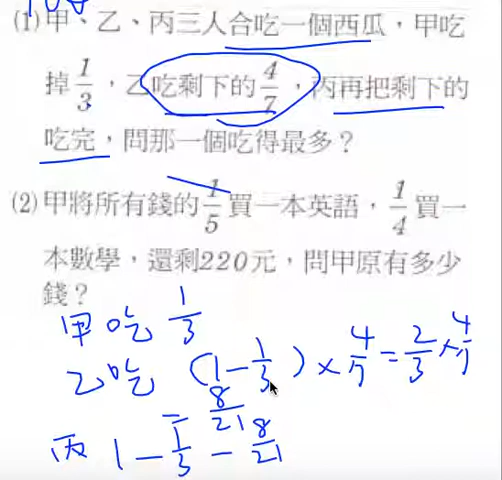 (1)甲、乙、丙三人合吃一個西瓜，甲吃
掉1/3，乙吃剩下的4/7，丙再把剩下的
吃完，問那一個吃得最多？
(2)甲將所有錢的1/5買一本英語，1/4買一
本數學，還剩220元，問甲原有多少
錢？
甲吃 1/3
乙吃 (1-1/3)×4/7=2/3×4/7
=8/21
丙 1-1/3-8/21